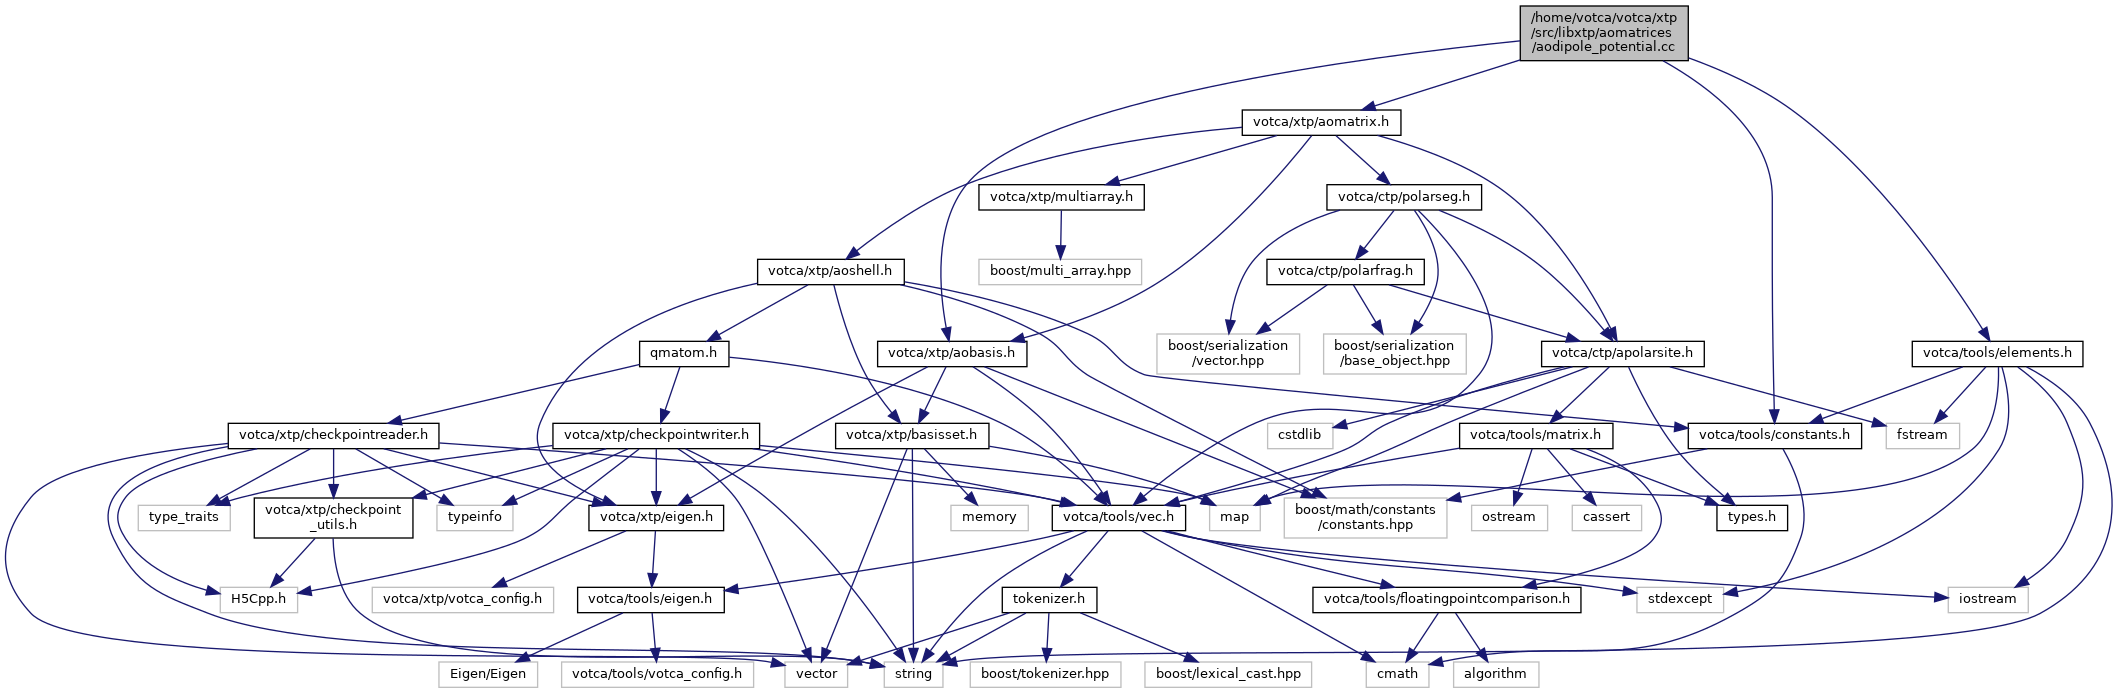 /home/votca/votca/xtp
/src/libxtp/aomatrices
/aodipole_potential.cc
votca/xtp/aomatrix.h
votca/xtp/multiarray.h
votca/ctp/polarseg.h
votca/xtp/aoshell.h
boost/multi_array.hpp
votca/ctp/polarfrag.h
qmatom.h
votca/xtp/aobasis.h
boost/serialization
/vector.hpp
boost/serialization
/base_object.hpp
votca/ctp/apolarsite.h
votca/tools/elements.h
votca/xtp/checkpointreader.h
votca/xtp/checkpointwriter.h
votca/xtp/basisset.h
cstdlib
votca/tools/matrix.h
votca/tools/constants.h
fstream
type_traits
votca/xtp/checkpoint
_utils.h
typeinfo
votca/xtp/eigen.h
memory
votca/tools/vec.h
map
boost/math/constants
/constants.hpp
ostream
cassert
types.h
H5Cpp.h
votca/xtp/votca_config.h
votca/tools/eigen.h
tokenizer.h
votca/tools/floatingpointcomparison.h
stdexcept
iostream
Eigen/Eigen
votca/tools/votca_config.h
vector
string
boost/tokenizer.hpp
boost/lexical_cast.hpp
cmath
algorithm